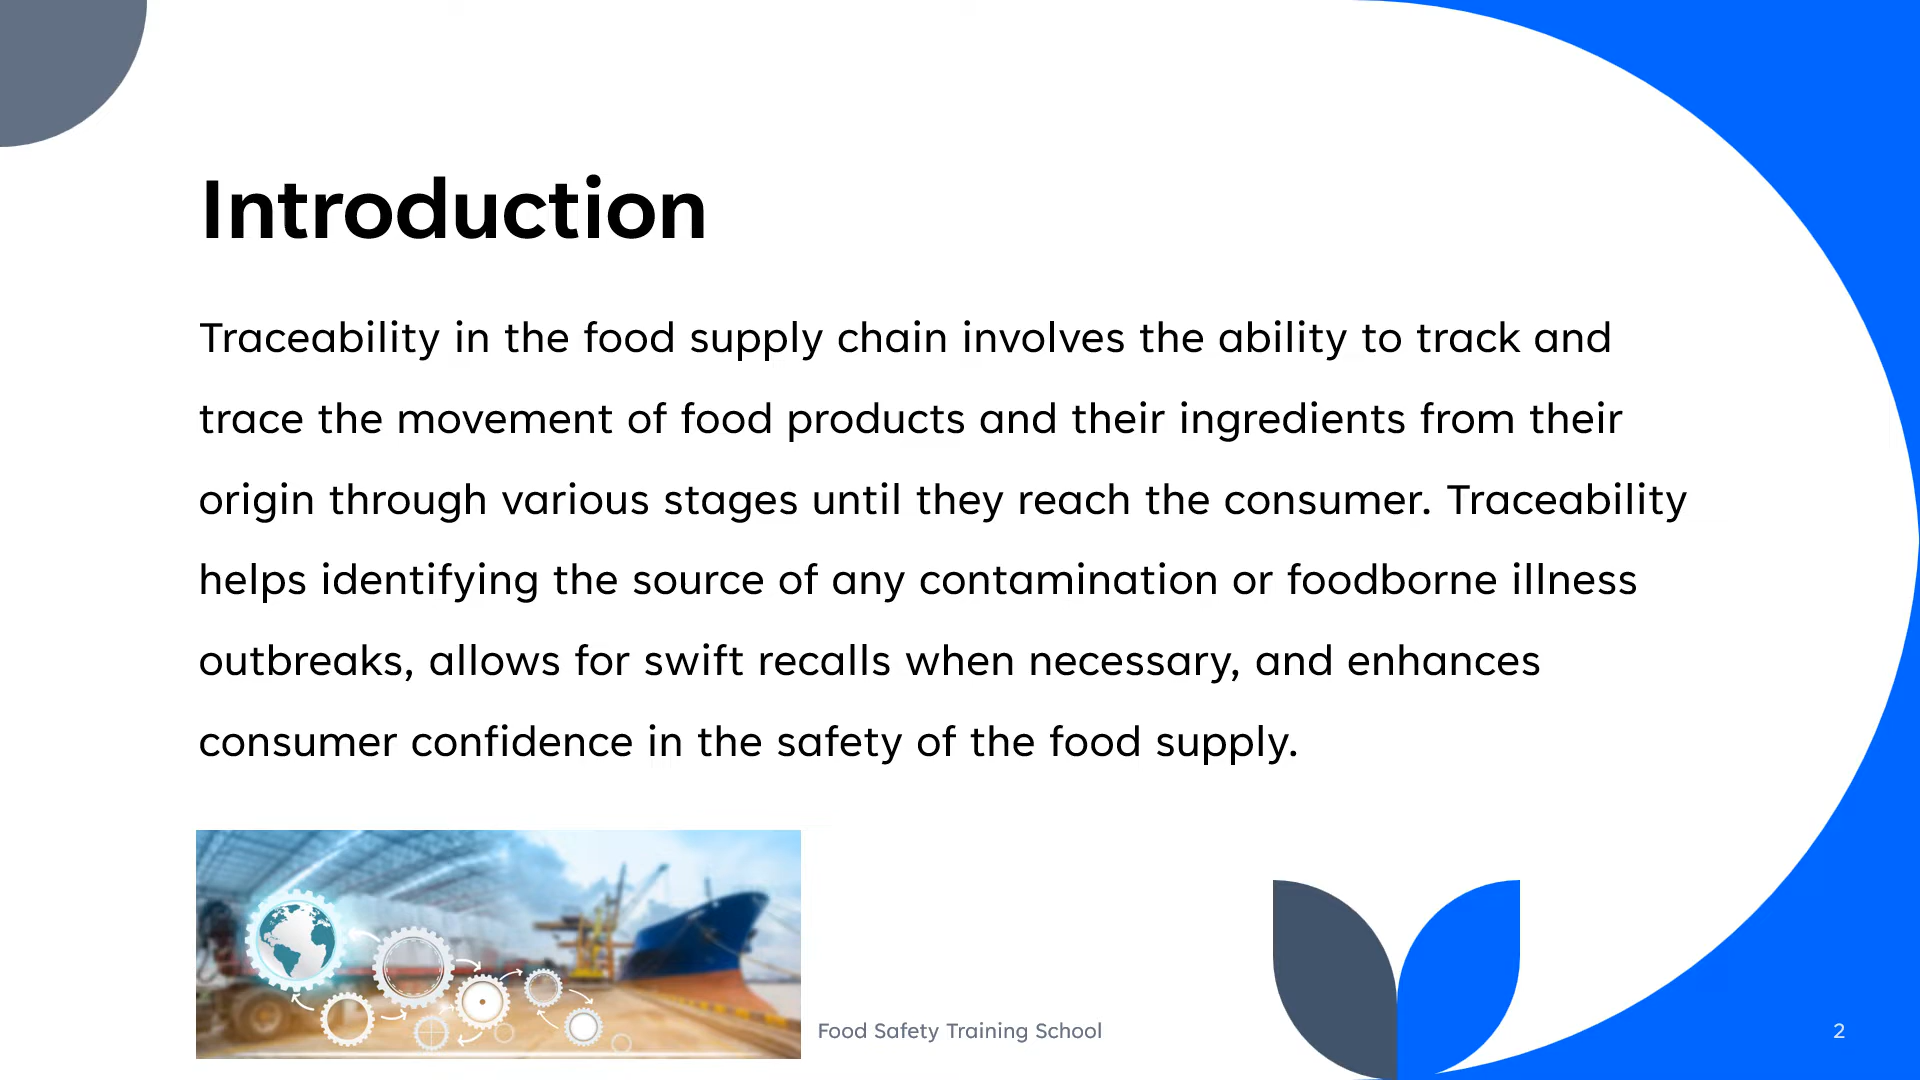 Introduction
Traceability in the food supply chain involves the ability to track and
trace the movement of food products and their ingredients from their
origin through various stages until they reach the consumer. Traceability
helps identifying the source of any contamination or foodborne illness
outbreaks, allows for swift recalls when necessary, and enhances
consumer confidence in the safety of the food supply.
Food Safety Training School
2